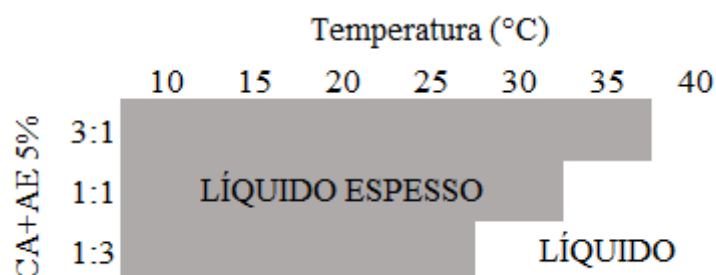 Temperatura (°C)
10 15 20 25 30 35 40
CA+AE 5%
3:1
1:1 LÍQUIDO ESPESSO
1:3 LÍQUIDO